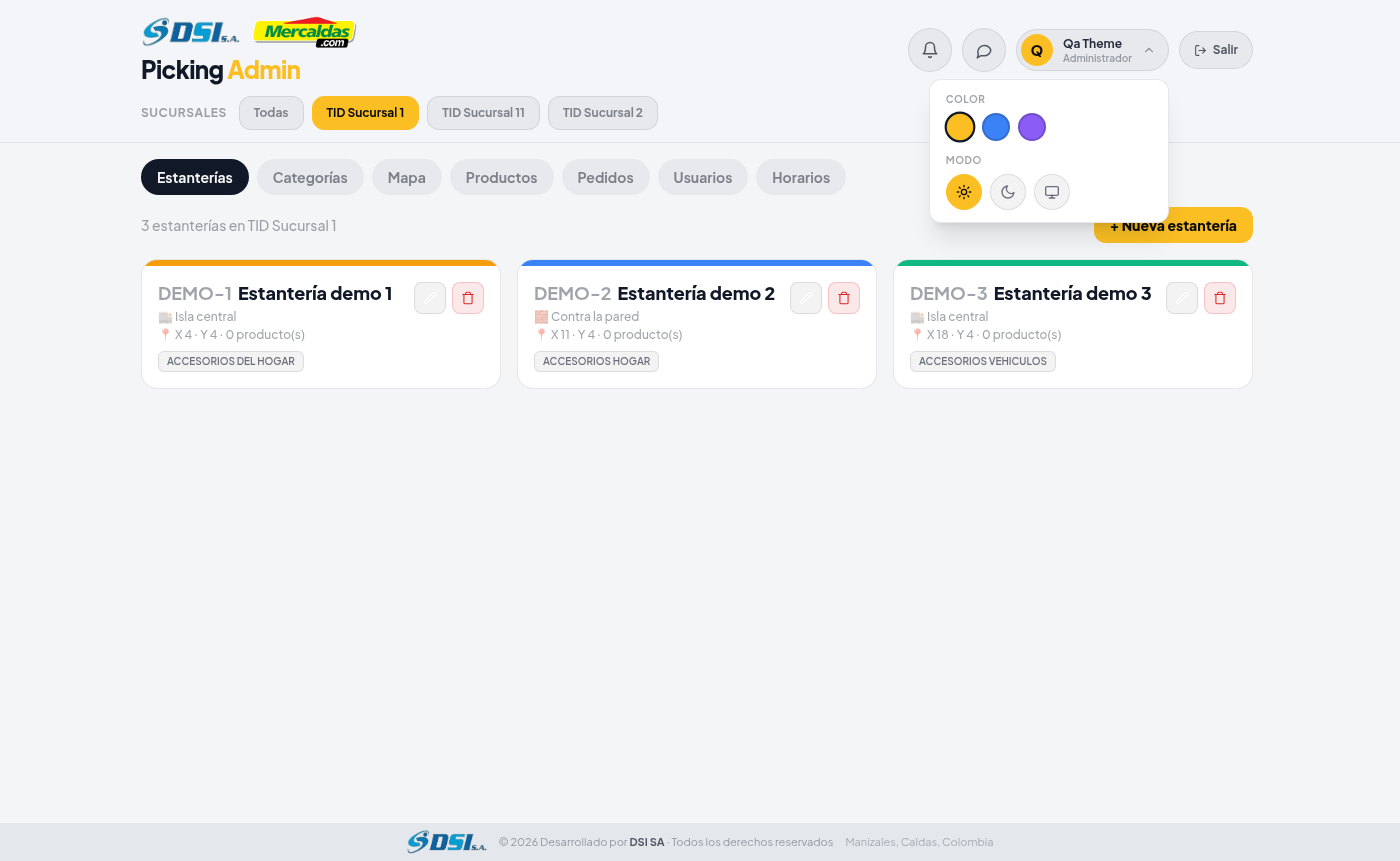 DSI S.A. Mercaldas .com
Picking Admin
Q Qa Theme
Administrador
Salir
SUCURSALES Todas TID Sucursal 1 TID Sucursal 11 TID Sucursal 2
COLOR
MODO
Estanterías Categorías Mapa Productos Pedidos Usuarios Horarios
3 estanterías en TID Sucursal 1
+ Nueva estantería
DEMO-1 Estantería demo 1
Isla central
X 4 · Y 4 · 0 producto(s)
ACCESORIOS DEL HOGAR
DEMO-2 Estantería demo 2
Contra la pared
X 11 · Y 4 · 0 producto(s)
ACCESORIOS HOGAR
DEMO-3 Estantería demo 3
Isla central
X 18 · Y 4 · 0 producto(s)
ACCESORIOS VEHICULOS
DSI S.A. © 2026 Desarrollado por DSI SA · Todos los derechos reservados Manizales, Caldas, Colombia